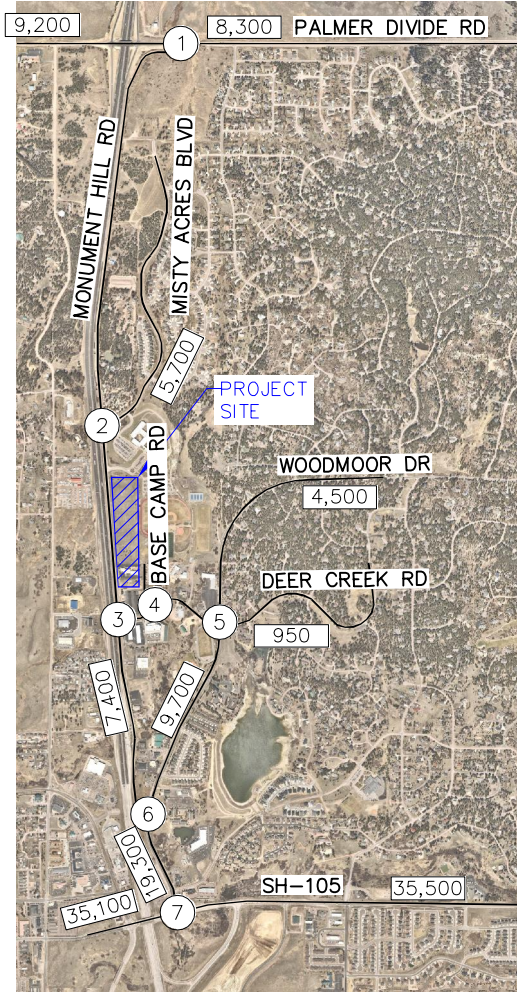 9,200
8,300
PALMER DIVIDE RD
1
MONUMENT HILL RD
MISTY ACRES BLVD
5,700
PROJECT
SITE
2
BASE CAMP RD
WOODMOOR DR
4,500
DEER CREEK RD
4
3
5
950
7,400
9,700
6
19,300
SH-105
35,500
35,100
7